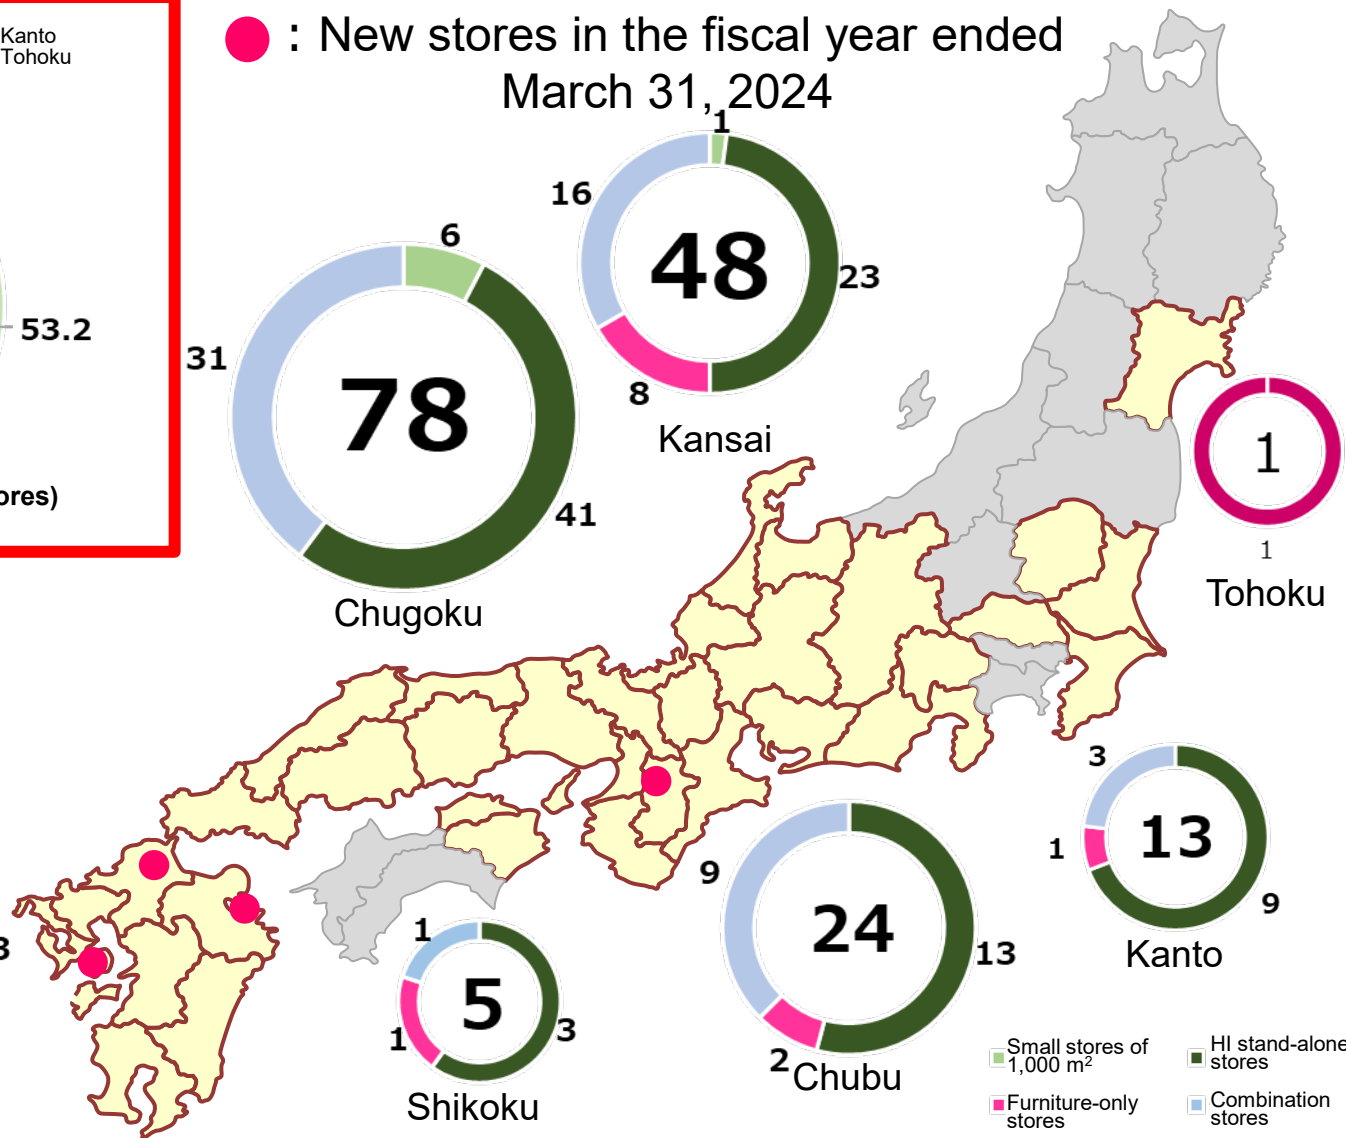 Kanto
Tohoku
: New stores in the fiscal year ended
March 31, 2024
53.2
1
16
48
23
8
Kansai
6
31
78
41
Chugoku
1
1
Tohoku
3
1
13
9
Kanto
9
24
13
2
Chubu
1
5
1
3
Shikoku
Small stores of
1,000 m²
HI stand-alone
stores
Furniture-only
stores
Combination
stores